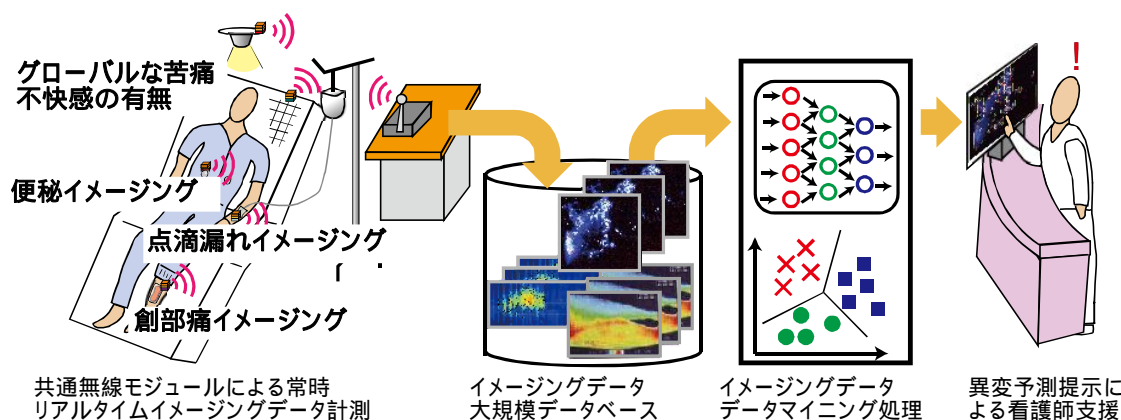 グローバルな苦痛
不快感の有無
便秘イメージング
点滴漏れイメージング
創部痛イメージング
!
共通無線モジュールによる常時
リアルタイムイメージングデータ計測
イメージングデータ
大規模データベース
イメージングデータ
データマイニング処理
異変予測提示に
よる看護師支援